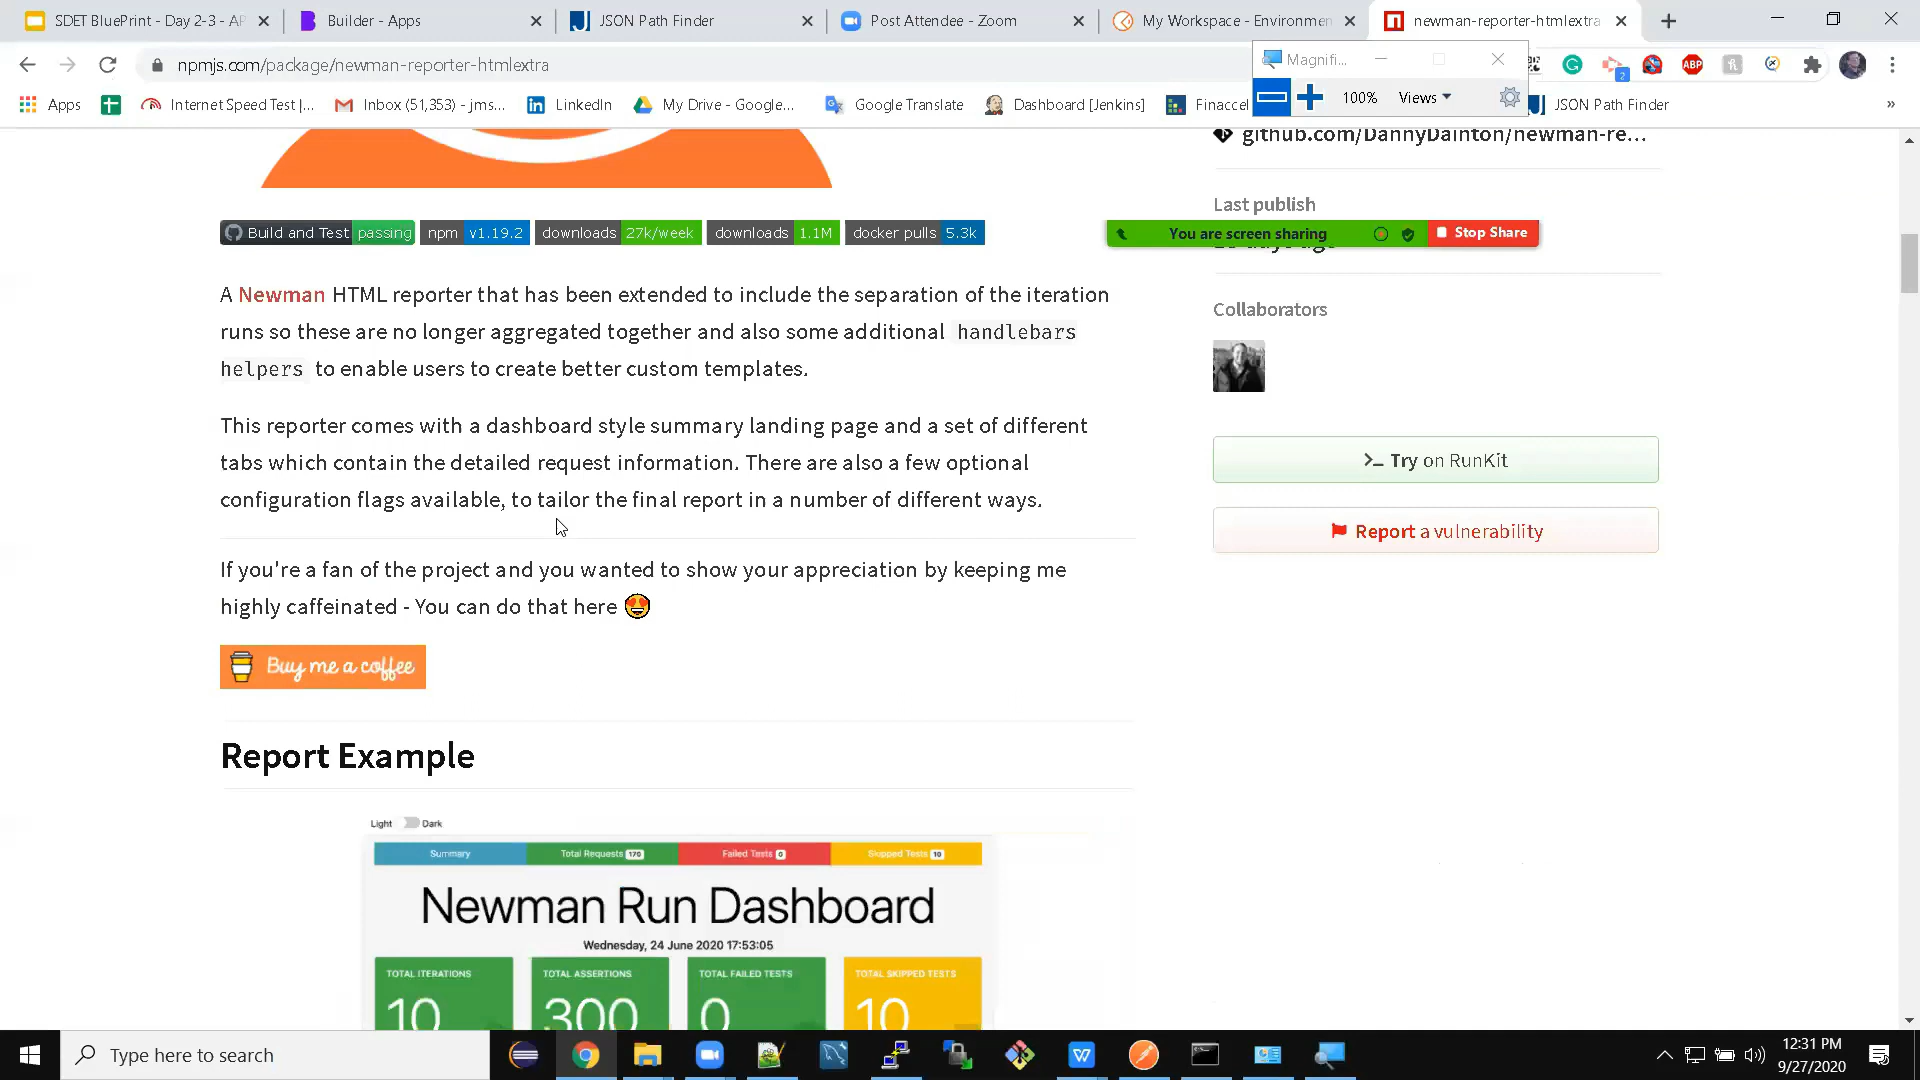 SDET BluePrint - Day 2-3 - AP
Builder - Apps
JSON Path Finder
Post Attendee - Zoom
My Workspace - Environmen
newman-reporter-htmlextra
npmjs.com/package/newman-reporter-htmlextra
Magnifi...
100%
Views
2
ABP
Apps
Internet Speed Test |...
Inbox (51,353) - jms...
LinkedIn
My Drive - Google...
Google Translate
Dashboard [Jenkins]
Finaccel
JSON Path Finder
github.com/DannyDainton/newman-re...
Last publish
You are screen sharing
Stop Share
Build and Test passing
npm v1.19.2
downloads 27k/week
downloads 1.1M
docker pulls 5.3k
A Newman HTML reporter that has been extended to include the separation of the iteration
runs so these are no longer aggregated together and also some additional handlebars
helpers to enable users to create better custom templates.
This reporter comes with a dashboard style summary landing page and a set of different
tabs which contain the detailed request information. There are also a few optional
configuration flags available, to tailor the final report in a number of different ways.
Collaborators
>_ Try on RunKit
Report a vulnerability
If you're a fan of the project and you wanted to show your appreciation by keeping me
highly caffeinated - You can do that here 😍
Buy me a coffee
Report Example
Light
Dark
Summary
Total Requests 170
Failed Tests 0
Skipped Tests 10
Newman Run Dashboard
Wednesday, 24 June 2020 17:53:05
TOTAL ITERATIONS
10
TOTAL ASSERTIONS
300
TOTAL FAILED TESTS
0
TOTAL SKIPPED TESTS
10
Type here to search
12:31 PM
9/27/2020